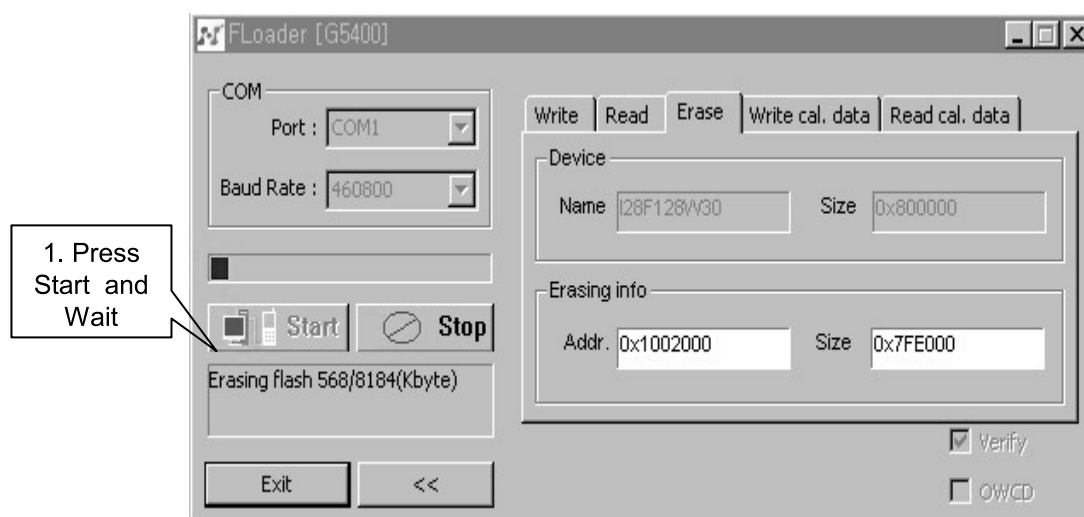 FLoader [G5400]
COM
Port : COM1
Baud Rate : 460800
1. Press
Start and
Wait
Start
Stop
Erasing flash 568/8184(Kbyte)
Exit
<<
Write
Read
Erase
Write cal. data
Read cal. data
Device
Name I28F128W30
Size 0x800000
Erasing info
Addr. 0x1002000
Size 0x7FE000
Verify
OWCD